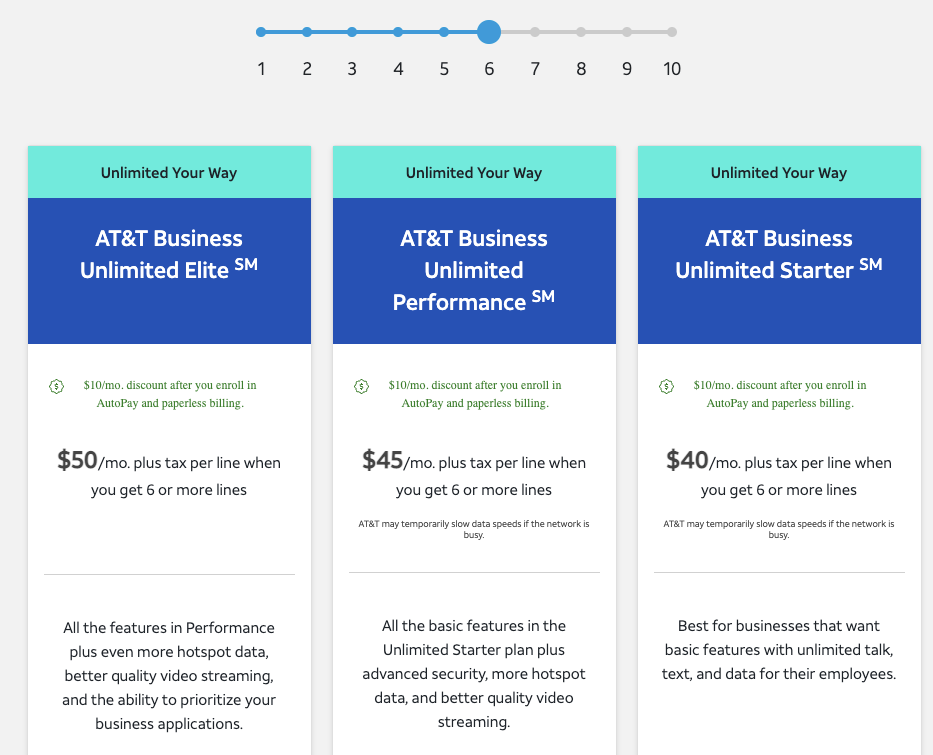 1 2 3 4 5 6 7 8 9 10
Unlimited Your Way
AT&T Business
Unlimited Elite SM
$10/mo. discount after you enroll in
AutoPay and paperless billing.
$50/mo. plus tax per line when
you get 6 or more lines
All the features in Performance
plus even more hotspot data,
better quality video streaming,
and the ability to prioritize your
business applications.
Unlimited Your Way
AT&T Business
Unlimited
Performance SM
$10/mo. discount after you enroll in
AutoPay and paperless billing.
$45/mo. plus tax per line when
you get 6 or more lines
AT&T may temporarily slow data speeds if the network is
busy.
All the basic features in the
Unlimited Starter plan plus
advanced security, more hotspot
data, and better quality video
streaming.
Unlimited Your Way
AT&T Business
Unlimited Starter SM
$10/mo. discount after you enroll in
AutoPay and paperless billing.
$40/mo. plus tax per line when
you get 6 or more lines
AT&T may temporarily slow data speeds if the network is
busy.
Best for businesses that want
basic features with unlimited talk,
text, and data for their employees.